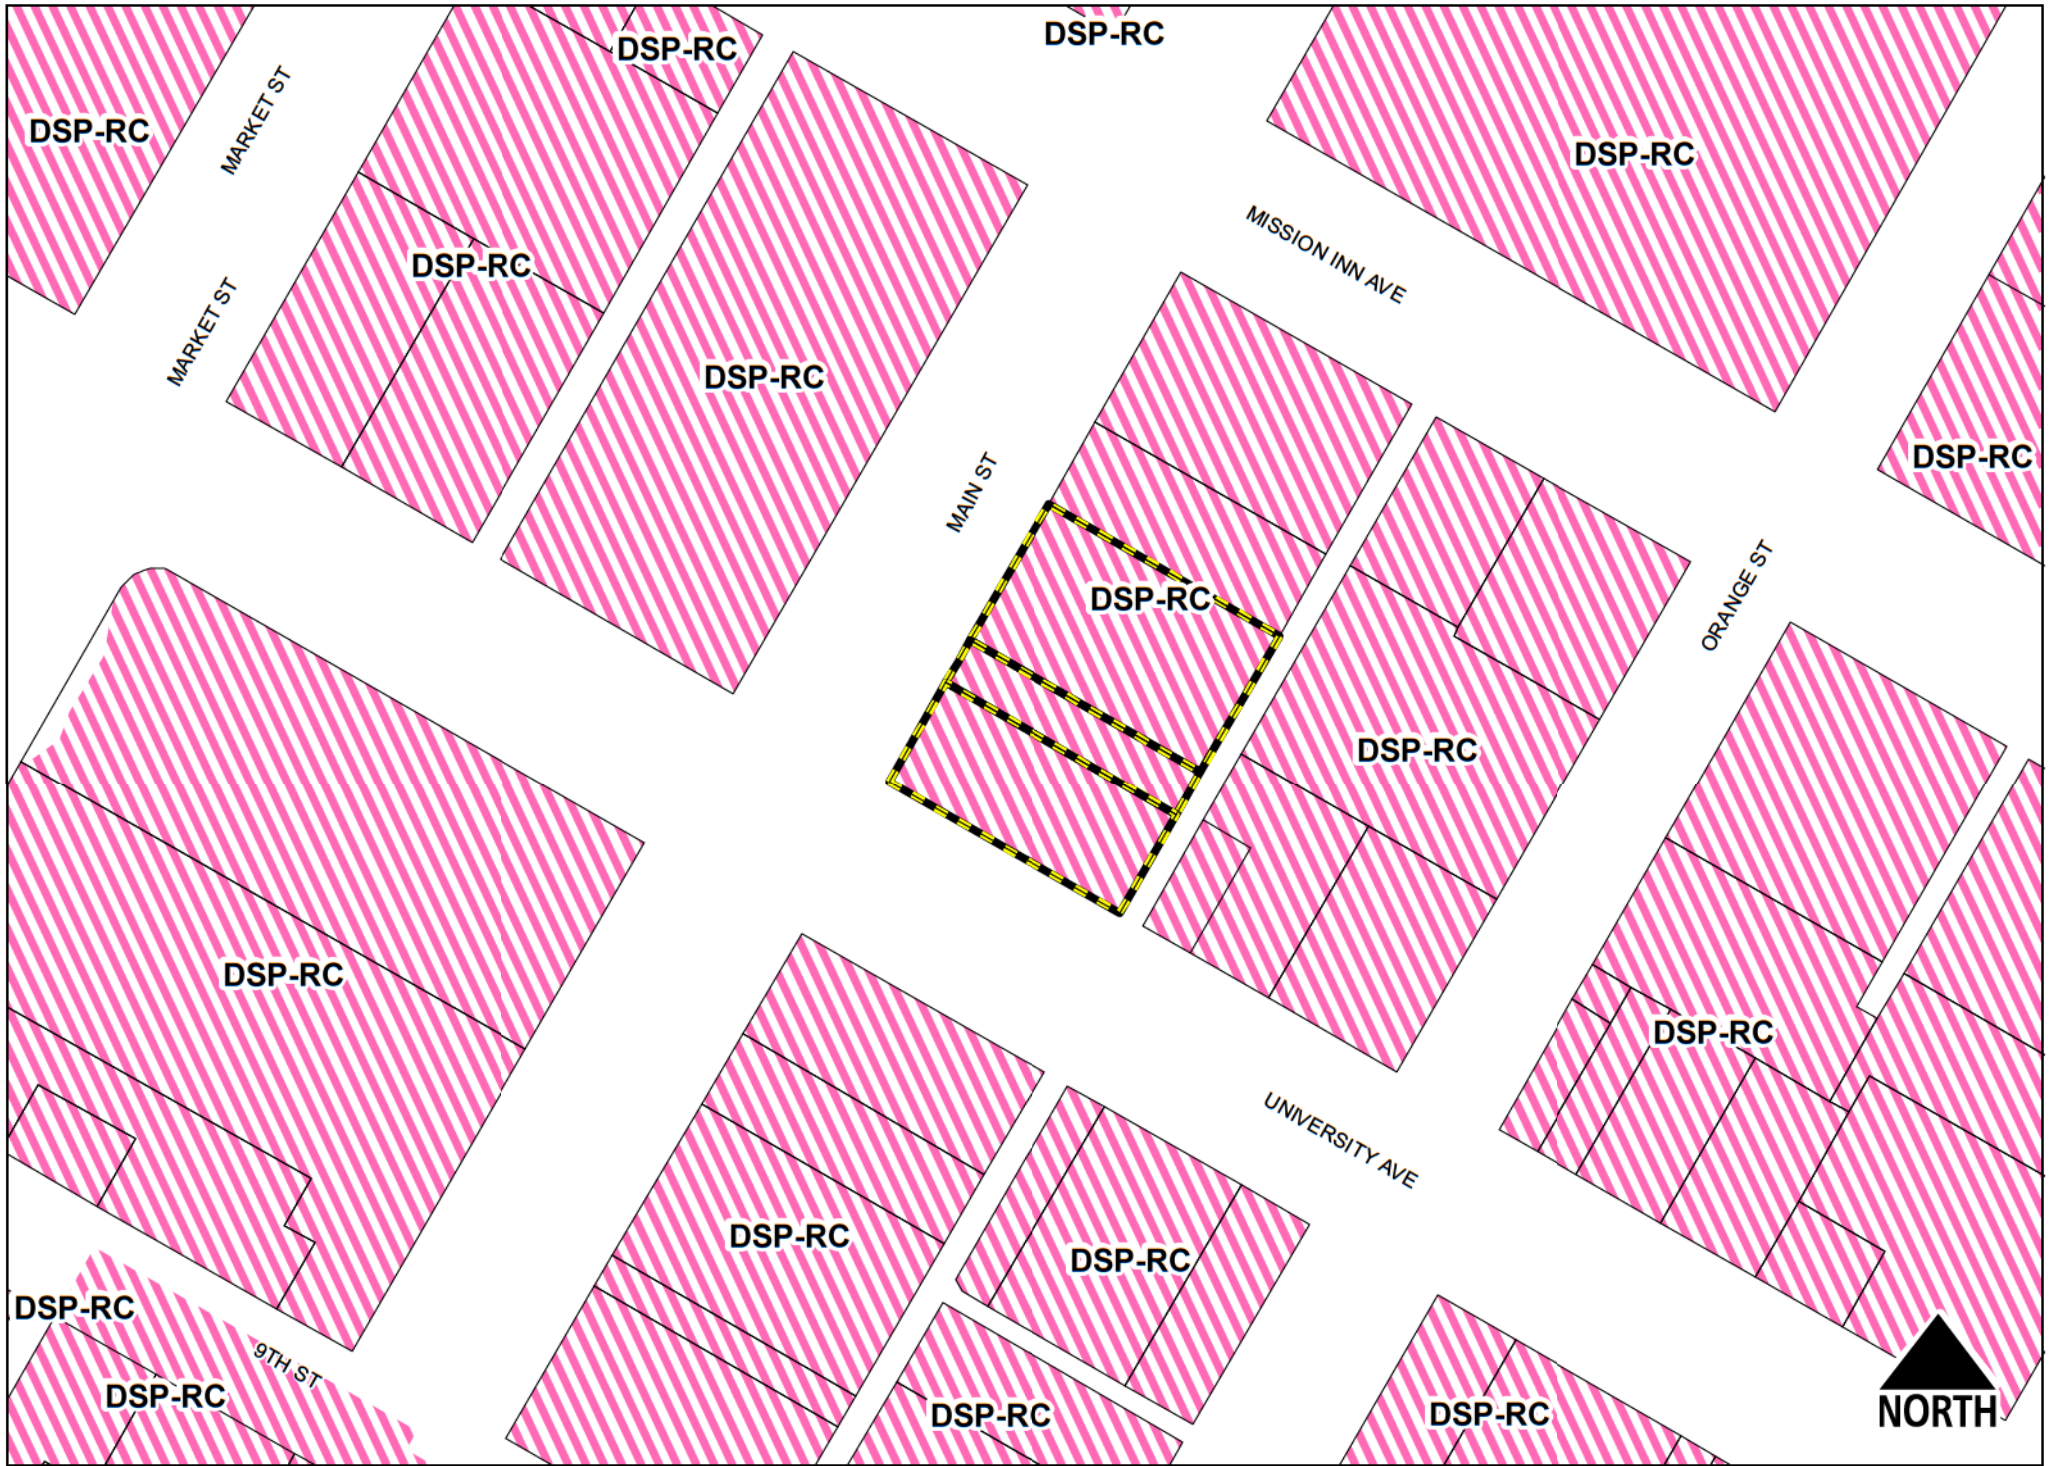 DSP-RC
DSP-RC
DSP-RC
MARKET ST
DSP-RC
MISSION INN AVE
DSP-RC
MARKET ST
DSP-RC
DSP-RC
MAIN ST
ORANGE ST
DSP-RC
DSP-RC
DSP-RC
DSP-RC
UNIVERSITY AVE
DSP-RC
DSP-RC
DSP-RC
9TH ST
DSP-RC
DSP-RC
DSP-RC
NORTH